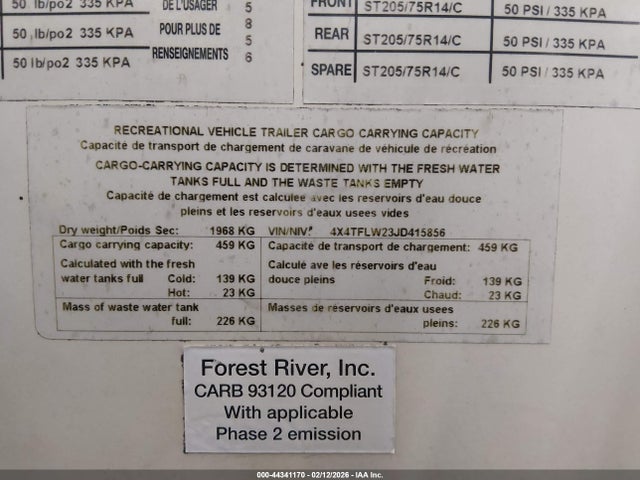 50 lb/po2 335 KPA
50 lb/po2 335 KPA
50 lb/po2 335 KPA
DE L'USAGER
POUR PLUS DE
RENSEIGNEMENTS
5
8
5
6
FRONT ST205/75R14/C 50 PSI / 335 KPA
REAR ST205/75R14/C 50 PSI / 335 KPA
SPARE ST205/75R14/C 50 PSI / 335 KPA
RECREATIONAL VEHICLE TRAILER CARGO CARRYING CAPACITY
Capacite de transport de chargement de caravane de véhicule de récréation
CARGO-CARRYING CAPACITY IS DETERMINED WITH THE FRESH WATER
TANKS FULL AND THE WASTE TANKS EMPTY
Capacité de chargement est calculee avec les reservoirs d'eau douce
pleins et les reservoirs d'eaux usees vides
Dry weight/Poids Sec: 1968 KG VIN/NIV: 4X4TFLW23JD415856
Cargo carrying capacity: 459 KG Capacité de transport de chargement: 459 KG
Calculated with the fresh Calculé ave les réservoirs d'eau
water tanks full Cold: 139 KG douce pleins Froid: 139 KG
Hot: 23 KG Chaud: 23 KG
Mass of waste water tank Masses de réservoirs d'eaux usees
full: 226 KG pleins: 226 KG
Forest River, Inc.
CARB 93120 Compliant
With applicable
Phase 2 emission
000-44341170 - 02/12/2026 - IAA Inc.